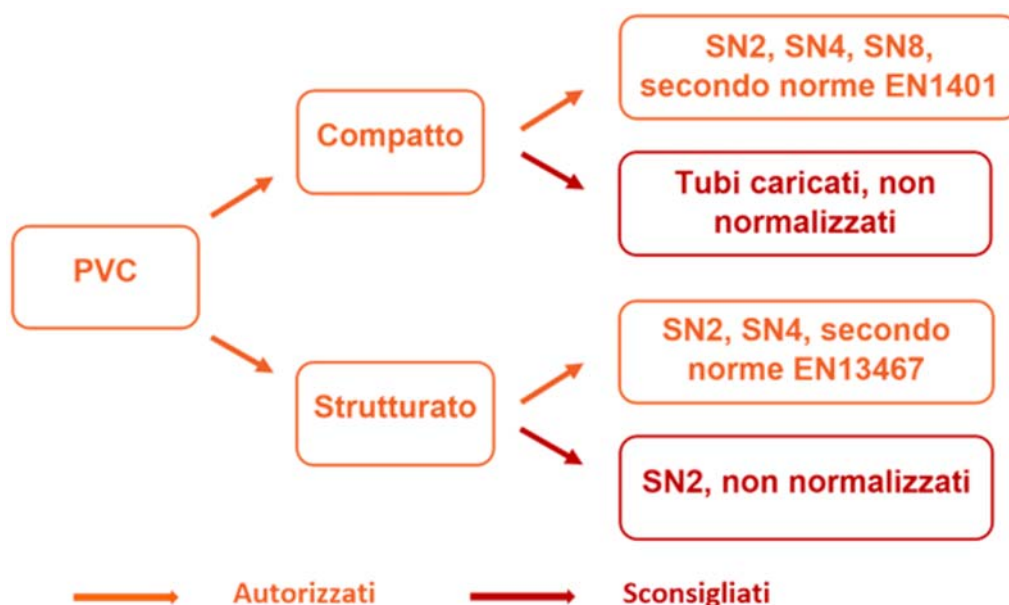 SN2, SN4, SN8,
secondo norme EN1401
Compatto
Tubi caricati, non
normalizzati
PVC
SN2, SN4, secondo
norme EN13467
Strutturato
SN2, non normalizzati
Autorizzati
Sconsigliati